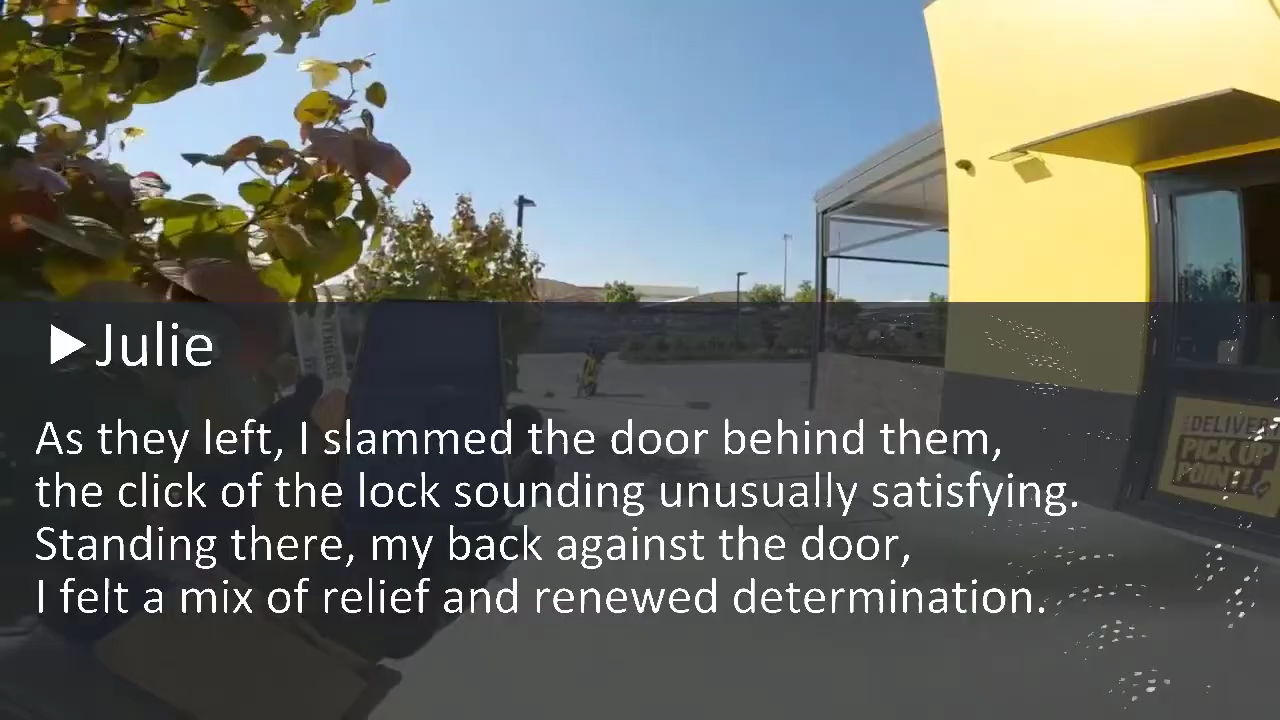 Julie
As they left, I slammed the door behind them,
the click of the lock sounding unusually satisfying.
Standing there, my back against the door,
I felt a mix of relief and renewed determination.
DELIVERY
PICK UP
POINT!